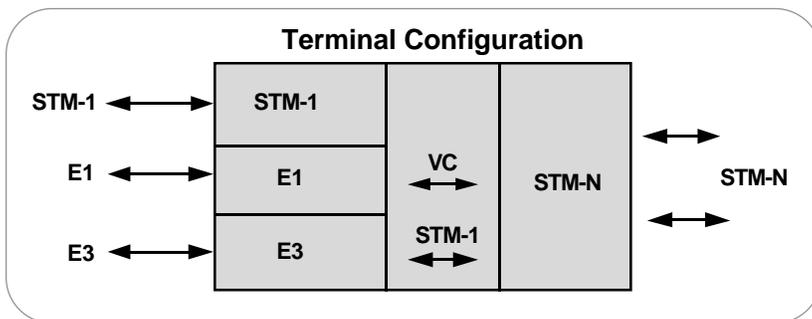 Terminal Configuration
STM-1
STM-1
E1
E1
E3
E3
VC
STM-1
STM-N
STM-N